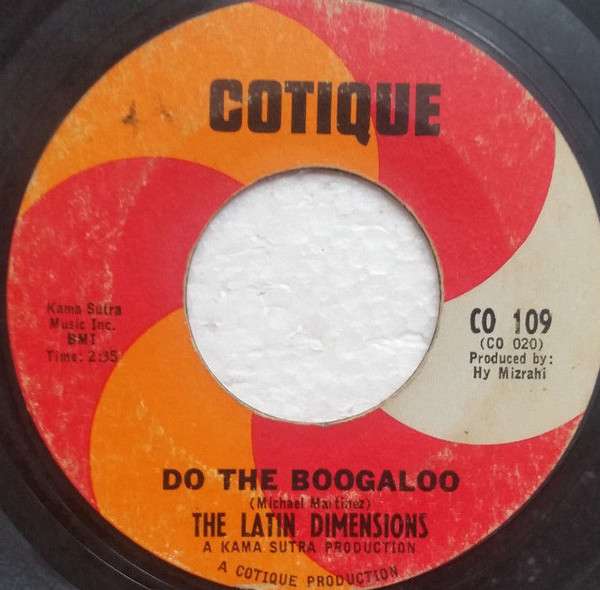 COTIQUE
Kama Sutra
Music Inc.
BMI
Time: 2:35
CO 109
(CO 020)
Produced by:
Hy Mizrahi
DO THE BOOGALOO
(Michael Martinez)
THE LATIN DIMENSIONS
A KAMA SUTRA PRODUCTION
A COTIQUE PRODUCTION